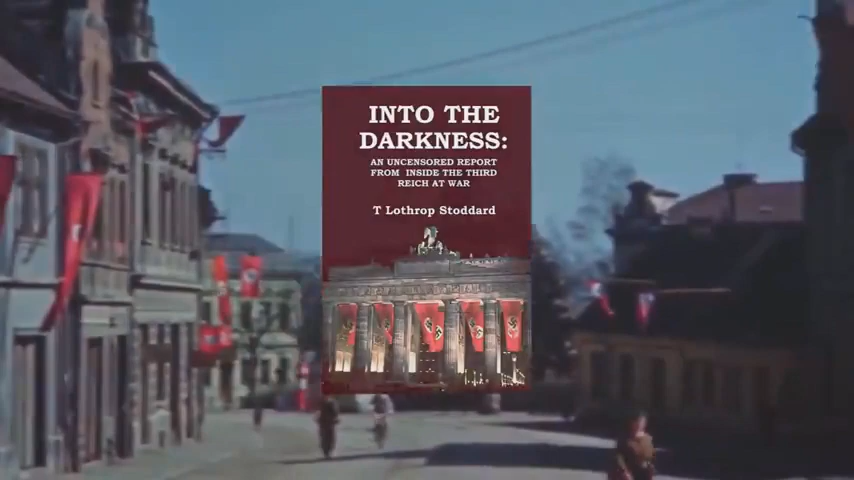 INTO THE
DARKNESS:
AN UNCENSORED REPORT
FROM INSIDE THE THIRD
REICH AT WAR
T Lothrop Stoddard